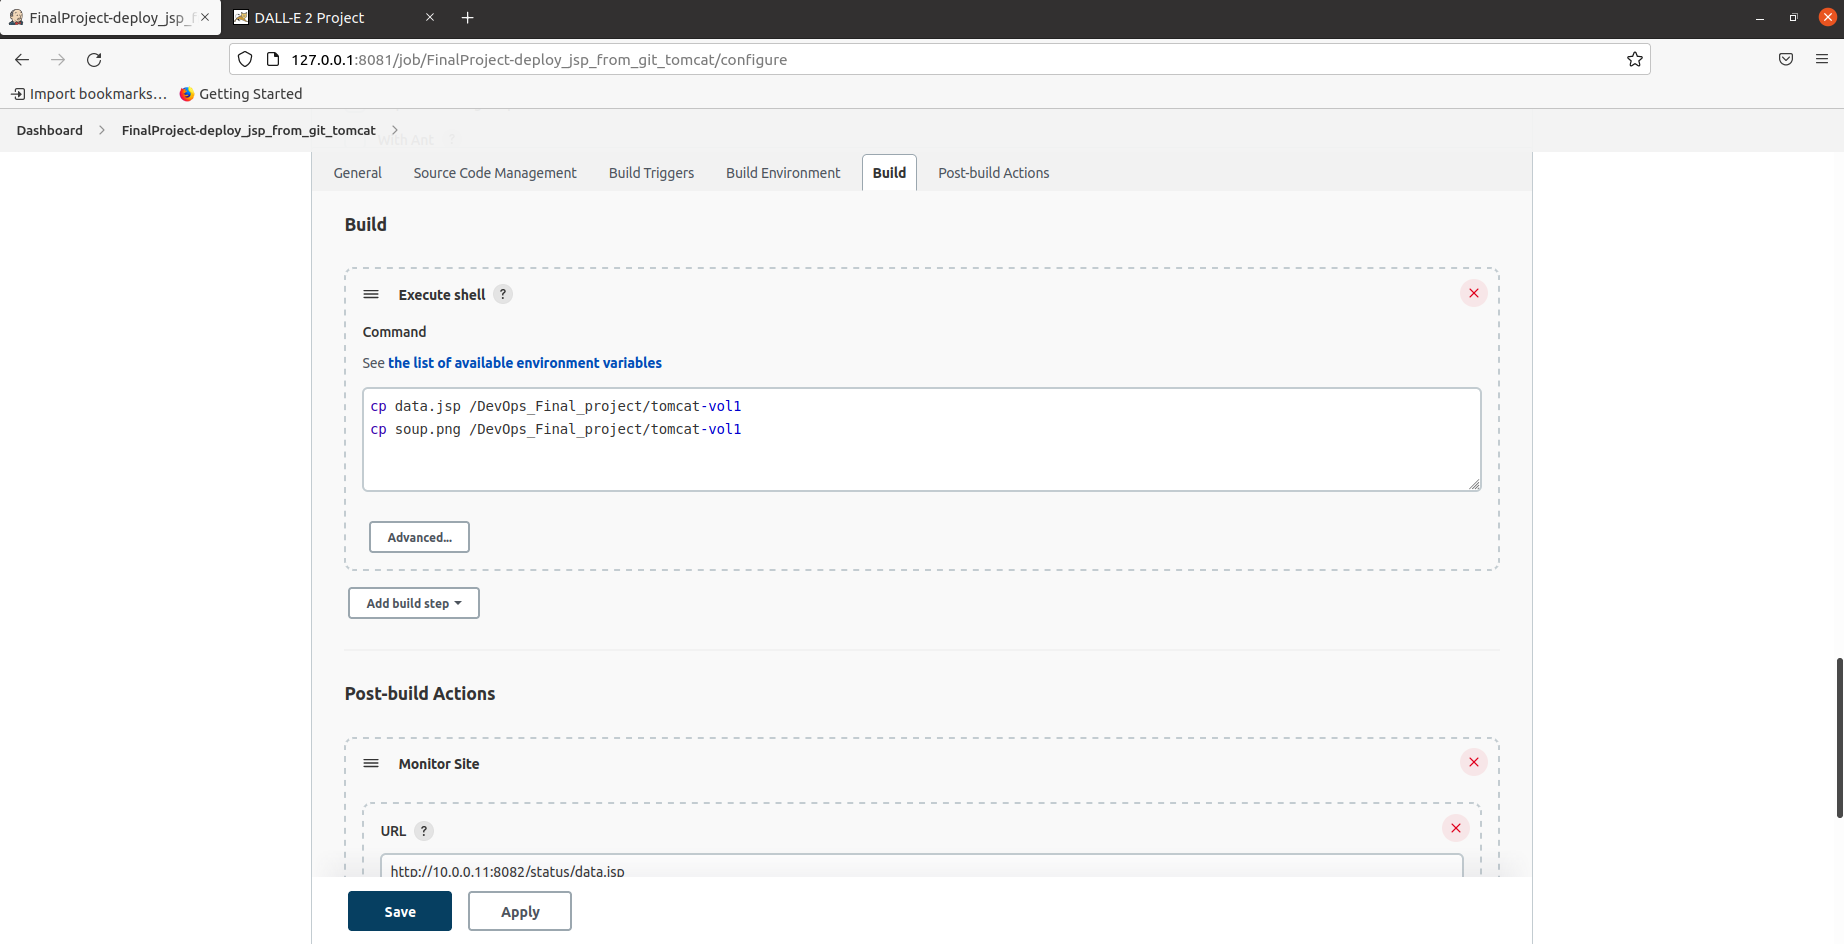 FinalProject-deploy_jsp_f
DALL-E 2 Project
127.0.0.1:8081/job/FinalProject-deploy_jsp_from_git_tomcat/configure
Import bookmarks...
Getting Started
Dashboard
FinalProject-deploy_jsp_from_git_tomcat
With Ant ?
General
Source Code Management
Build Triggers
Build Environment
Build
Post-build Actions
Build
Execute shell ?
Command
See the list of available environment variables
cp data.jsp /DevOps_Final_project/tomcat-vol1
cp soup.png /DevOps_Final_project/tomcat-vol1
Advanced...
Add build step
Post-build Actions
Monitor Site
URL ?
http://10.0.0.11:8082/status/data.jsp
Save
Apply